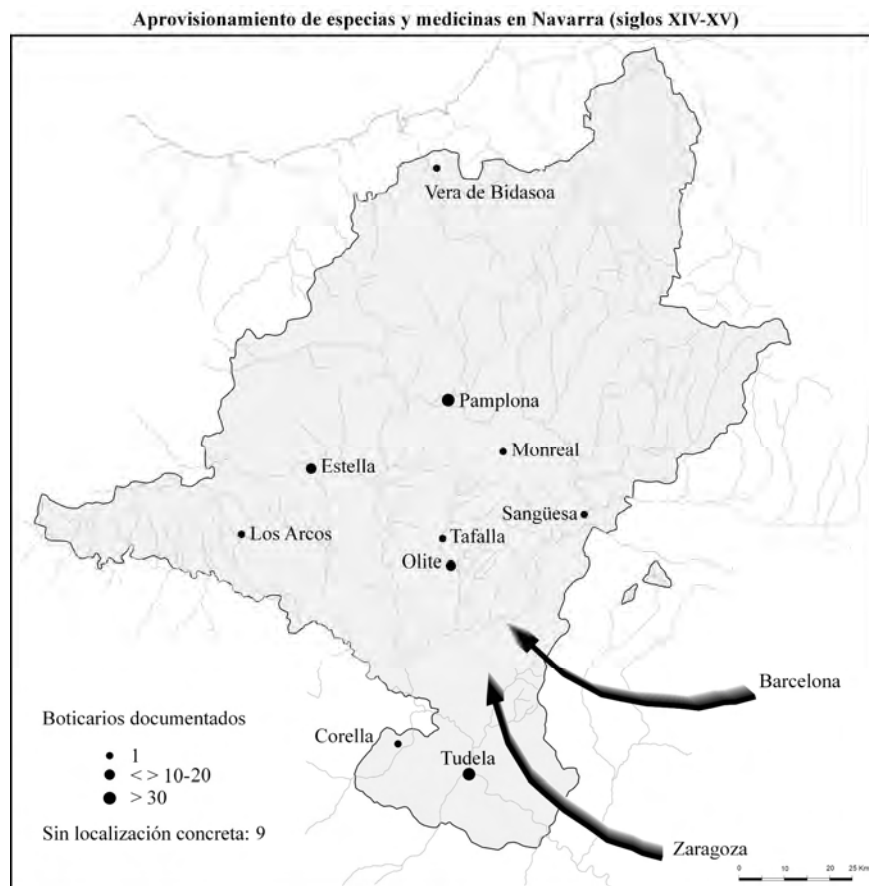 Aprovisionamiento de especias y medicinas en Navarra (siglos XIV-XV)
Vera de Bidasoa
Pamplona
Monreal
Estella
Sangüesa
Los Arcos
Tafalla
Olite
Barcelona
Boticarios documentados
1
< > 10-20
> 30
Sin localización concreta: 9
Corella
Tudela
Zaragoza
0 5 10 15 20 25 Km